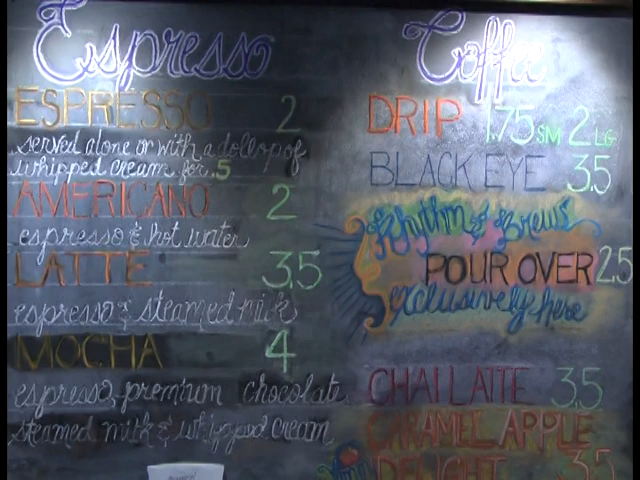 Espresso
ESPRESSO 2
served alone or with a dollop of
whipped cream for .5
AMERICANO 2
espresso & hot water
LATTE 3.5
espresso & steamed milk
MOCHA 4
espresso, premium chocolate
steamed milk & whipped cream
Coffee
DRIP 1.75 SM 2 LG
BLACK EYE 3.5
Rhythm & Brews
POUR OVER 2.5
exclusively here
CHAI LATTE 3.5
CARAMEL APPLE
DELIGHT 3.5